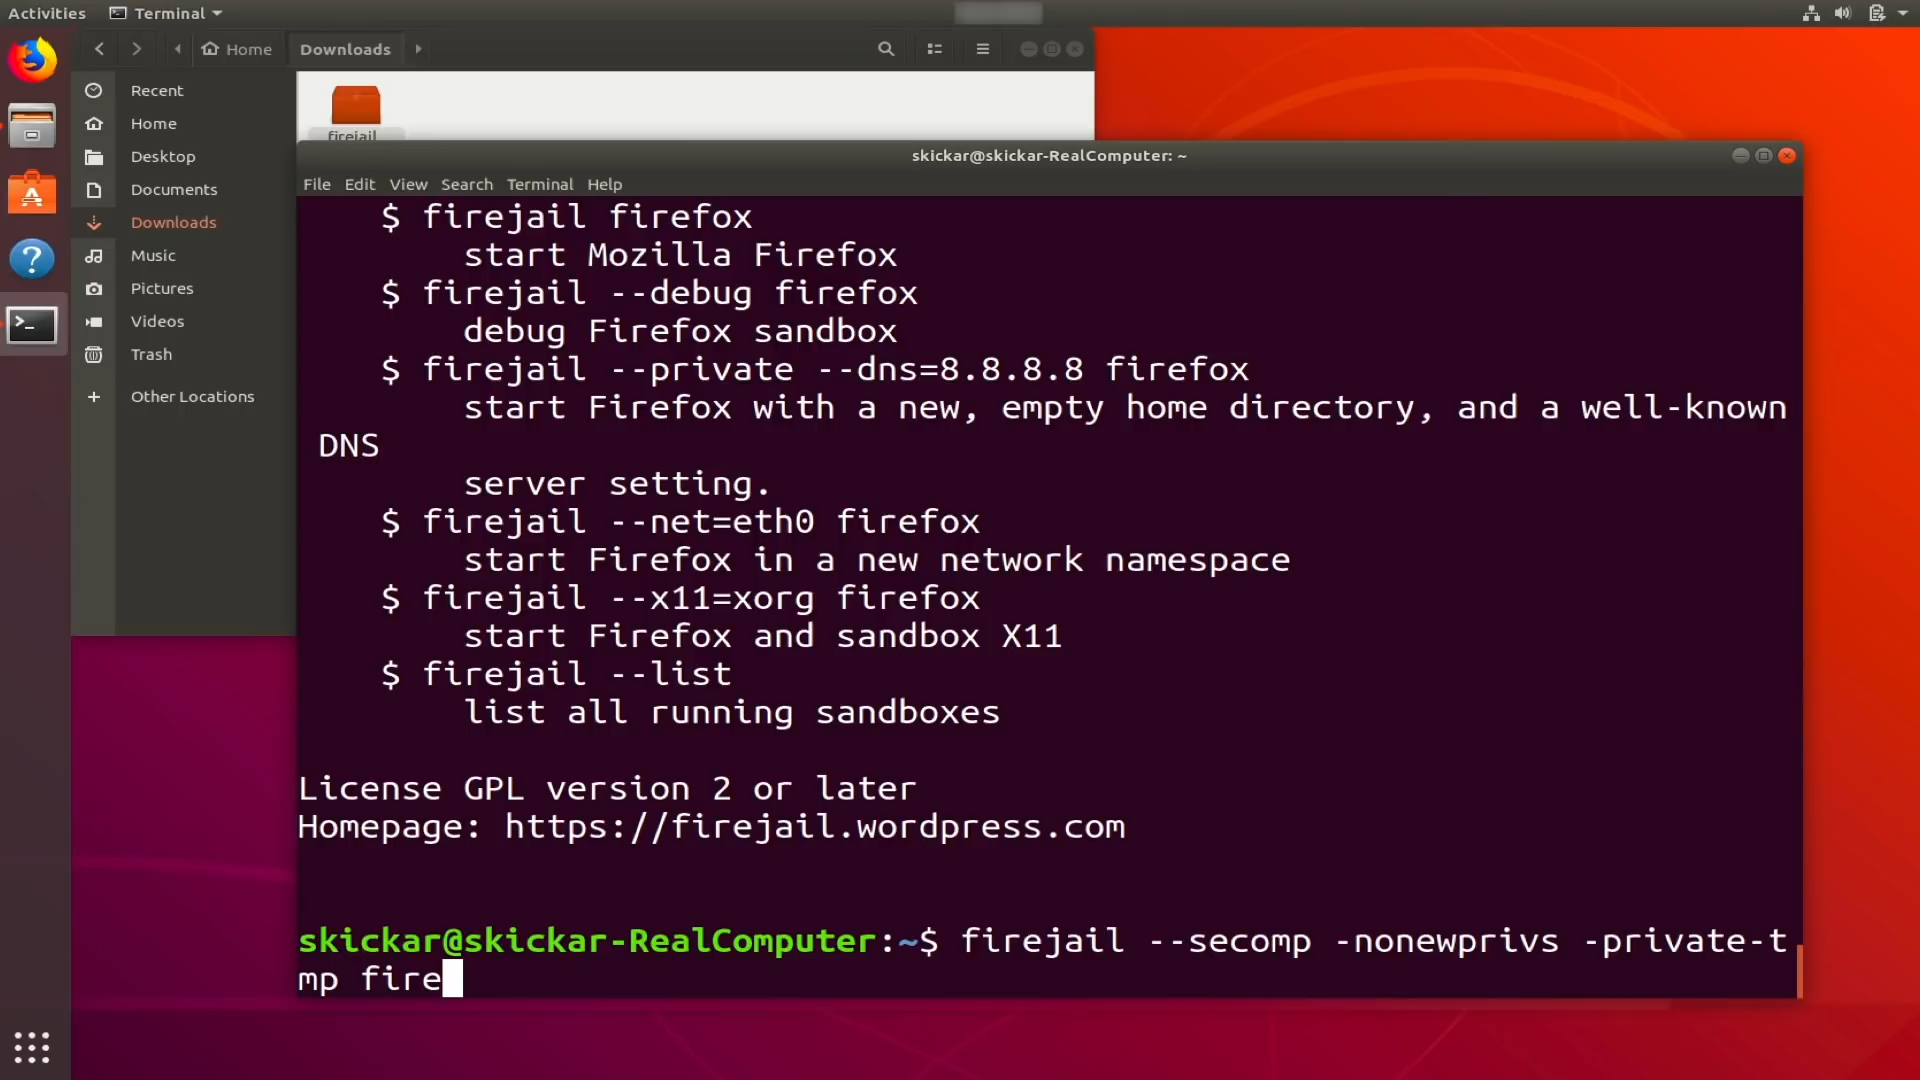 Activities Terminal
Home Downloads
Recent
Home
Desktop
Documents
Downloads
Music
Pictures
Videos
Trash
+ Other Locations
firejail
skickar@skickar-RealComputer: ~
File Edit View Search Terminal Help
$ firejail firefox
start Mozilla Firefox
$ firejail --debug firefox
debug Firefox sandbox
$ firejail --private --dns=8.8.8.8 firefox
start Firefox with a new, empty home directory, and a well-known
DNS
server setting.
$ firejail --net=eth0 firefox
start Firefox in a new network namespace
$ firejail --x11=xorg firefox
start Firefox and sandbox X11
$ firejail --list
list all running sandboxes
License GPL version 2 or later
Homepage: https://firejail.wordpress.com
skickar@skickar-RealComputer:~$ firejail --secomp -nonewprivs -private-t
mp fire